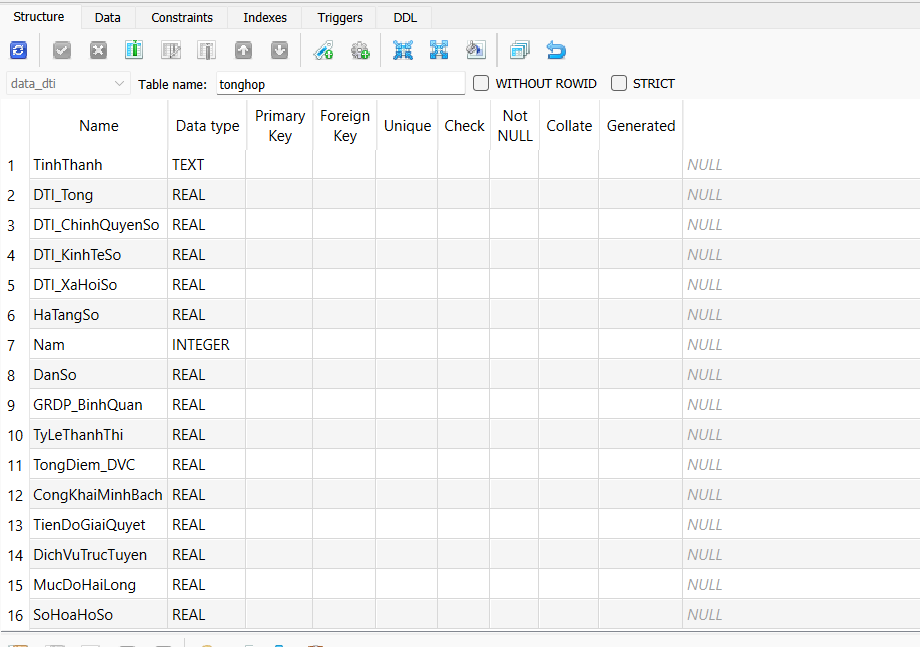 Structure Data Constraints Indexes Triggers DDL
data_dti Table name: tonghop WITHOUT ROWID STRICT
Name Data type Primary Key Foreign Key Unique Check Not NULL Collate Generated
1 TinhThanh TEXT NULL
2 DTI_Tong REAL NULL
3 DTI_ChinhQuyenSo REAL NULL
4 DTI_KinhTeSo REAL NULL
5 DTI_XaHoiSo REAL NULL
6 HaTangSo REAL NULL
7 Nam INTEGER NULL
8 DanSo REAL NULL
9 GRDP_BinhQuan REAL NULL
10 TyLeThanhThi REAL NULL
11 TongDiem_DVC REAL NULL
12 CongKhaiMinhBach REAL NULL
13 TienDoGiaiQuyet REAL NULL
14 DichVuTrucTuyen REAL NULL
15 MucDoHaiLong REAL NULL
16 SoHoaHoSo REAL NULL